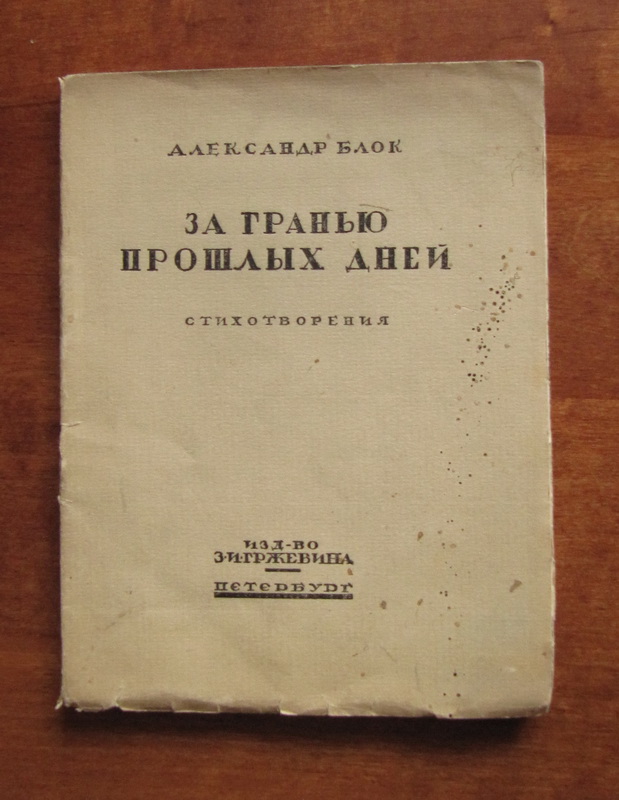 АЛЕКСАНДР БЛОК
ЗА ГРАНЬЮ
ПРОШЛЫХ ДНЕЙ
СТИХОТВОРЕНИЯ
ИЗД-ВО
З·И·ГРЖЕБИНА
ПЕТЕРБУРГ